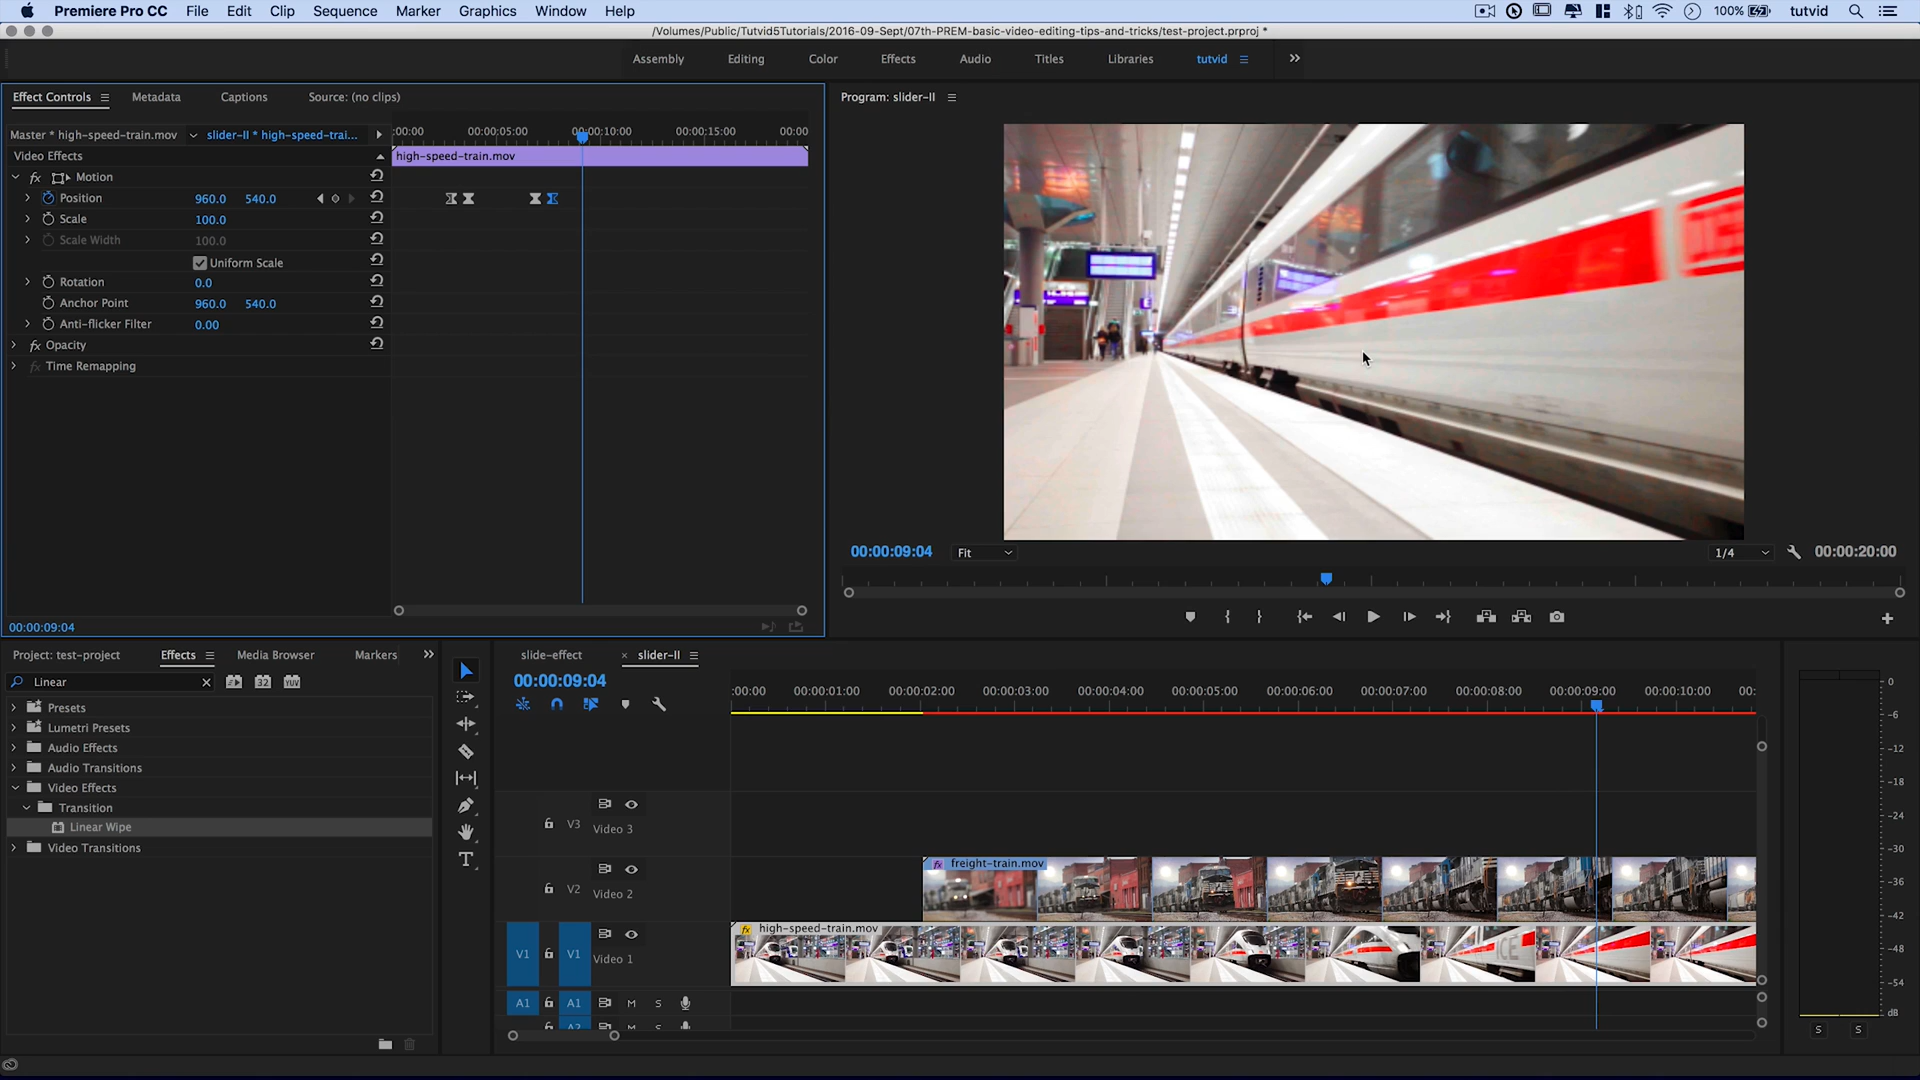 Premiere Pro CC File Edit Clip Sequence Marker Graphics Window Help 100% tutvid
/Volumes/Public/Tutvid5Tutorials/2016-09-Sept/07th-PREM-basic-video-editing-tips-and-tricks/test-project.prproj *
Assembly Editing Color Effects Audio Titles Libraries tutvid
Effect Controls Metadata Captions Source: (no clips)
Program: slider-II
Master * high-speed-train.mov slider-II * high-speed-trai...
:00:00 00:00:05:00 00:00:10:00 00:00:15:00 00:00
Video Effects
high-speed-train.mov
fx Motion
Position 960.0 540.0
Scale 100.0
Scale Width 100.0
Uniform Scale
Rotation 0.0
Anchor Point 960.0 540.0
Anti-flicker Filter 0.00
fx Opacity
fx Time Remapping
00:00:09:04
00:00:09:04 Fit 1/4 00:00:20:00
Project: test-project Effects Media Browser Markers
Linear
32 YUV
Presets
Lumetri Presets
Audio Effects
Audio Transitions
Video Effects
Transition
Linear Wipe
Video Transitions
T
slide-effect × slider-II
00:00:09:04
:00:00 00:00:01:00 00:00:02:00 00:00:03:00 00:00:04:00 00:00:05:00 00:00:06:00 00:00:07:00 00:00:08:00 00:00:09:00 00:00:10:00 00:
V3 Video 3
V2 Video 2
fx freight-train.mov
V1 V1 Video 1
fx high-speed-train.mov
ICE
A1 A1 M S
A2 M S
0
-6
-12
-18
-24
-30
-36
-42
-48
-54
dB
S S